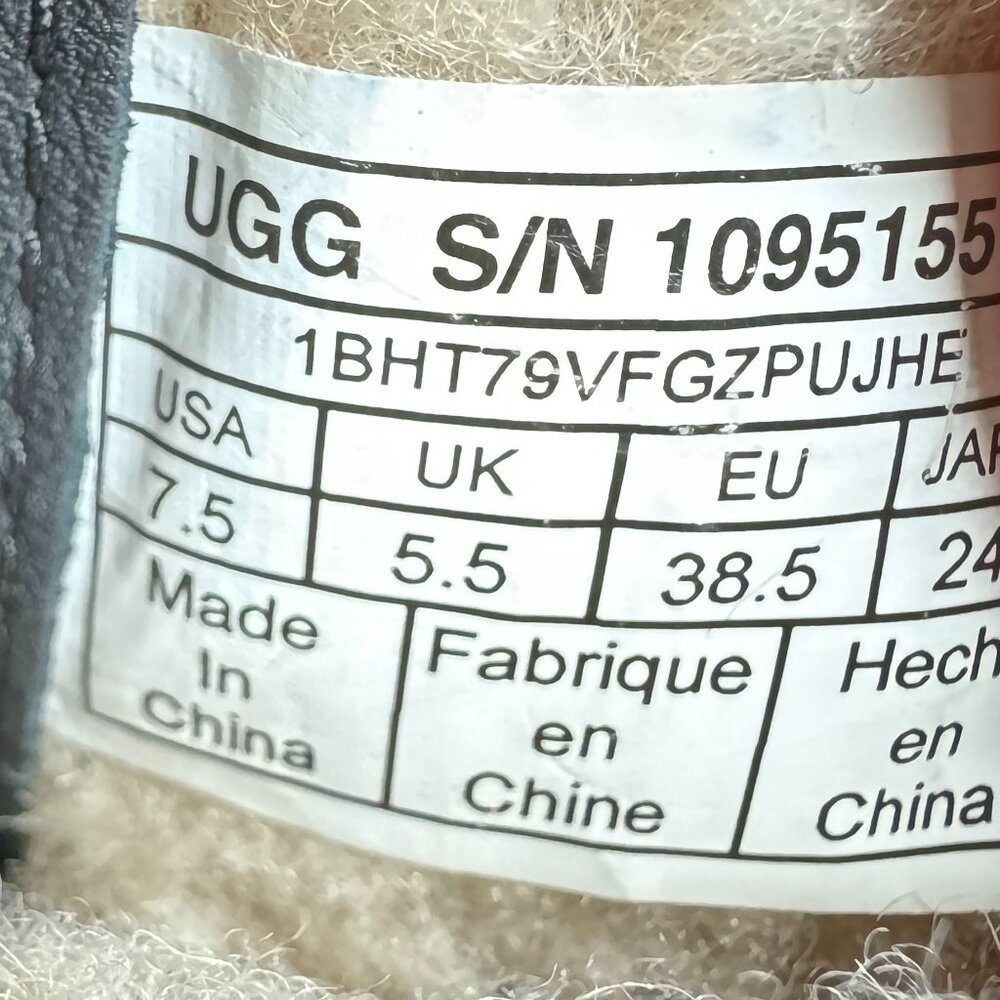 UGG S/N 1095155
1BHT79VFGZPUJHE
USA UK EU
7.5 5.5 38.5 24
Made Fabrique Hech
In en en
China Chine China